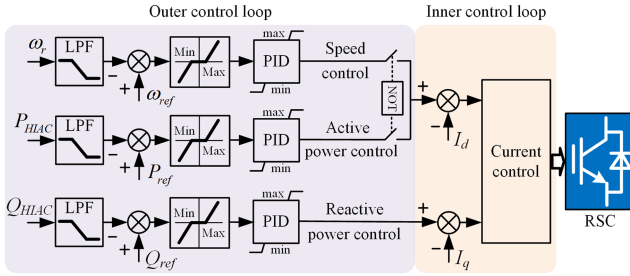 Outer control loop
Inner control loop
ω_r
LPF
−
+
ω_ref
Min
Max
PID
max
min
Speed
control
NOT
P_HIAC
LPF
−
+
P_ref
Min
Max
PID
max
min
Active
power control
+
−
I_d
Current
control
RSC
Q_HIAC
LPF
−
+
Q_ref
Min
Max
PID
max
min
Reactive
power control
+
−
I_q